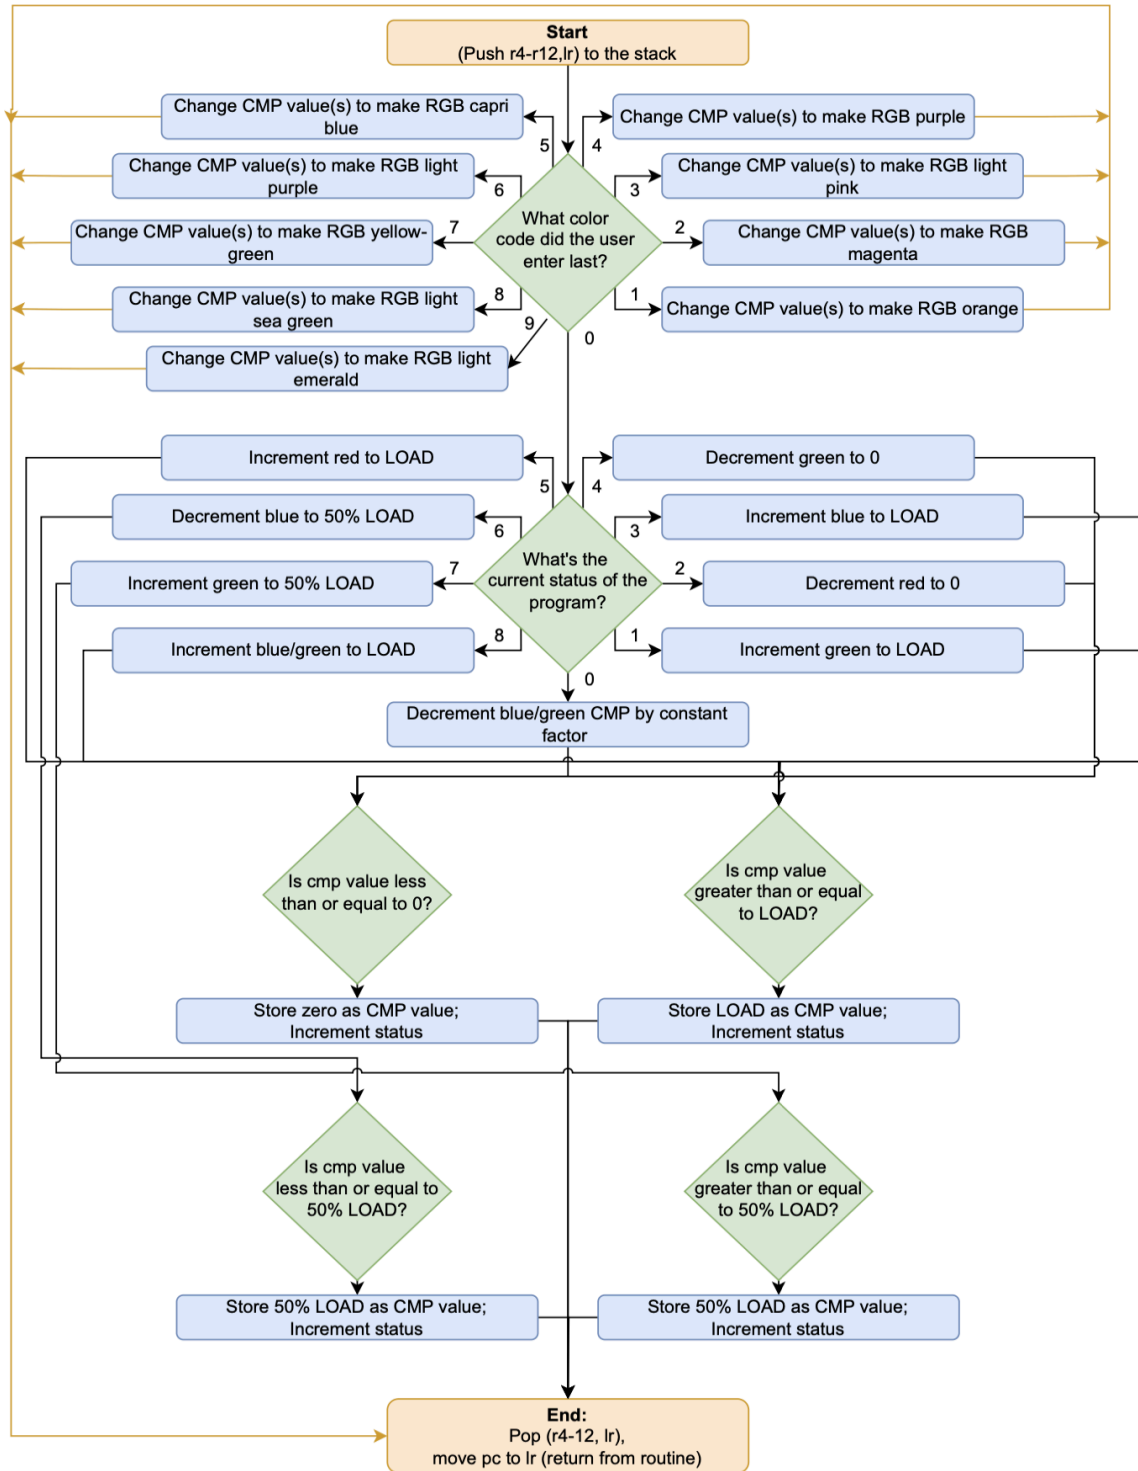 Start
(Push r4-r12,lr) to the stack
Change CMP value(s) to make RGB capri
blue
5
4
Change CMP value(s) to make RGB purple
Change CMP value(s) to make RGB light
purple
6
3
Change CMP value(s) to make RGB light
pink
Change CMP value(s) to make RGB yellow-
green
7
What color
code did the user
enter last?
2
Change CMP value(s) to make RGB
magenta
Change CMP value(s) to make RGB light
sea green
8
1
Change CMP value(s) to make RGB orange
9
0
Change CMP value(s) to make RGB light
emerald
Increment red to LOAD
5
4
Decrement green to 0
Decrement blue to 50% LOAD
6
3
Increment blue to LOAD
Increment green to 50% LOAD
7
What's the
current status of the
program?
2
Decrement red to 0
Increment blue/green to LOAD
8
1
Increment green to LOAD
0
Decrement blue/green CMP by constant
factor
Is cmp value less
than or equal to 0?
Is cmp value
greater than or equal
to LOAD?
Store zero as CMP value;
Increment status
Store LOAD as CMP value;
Increment status
Is cmp value
less than or equal to
50% LOAD?
Is cmp value
greater than or equal
to 50% LOAD?
Store 50% LOAD as CMP value;
Increment status
Store 50% LOAD as CMP value;
Increment status
End:
Pop (r4-12, lr),
move pc to lr (return from routine)